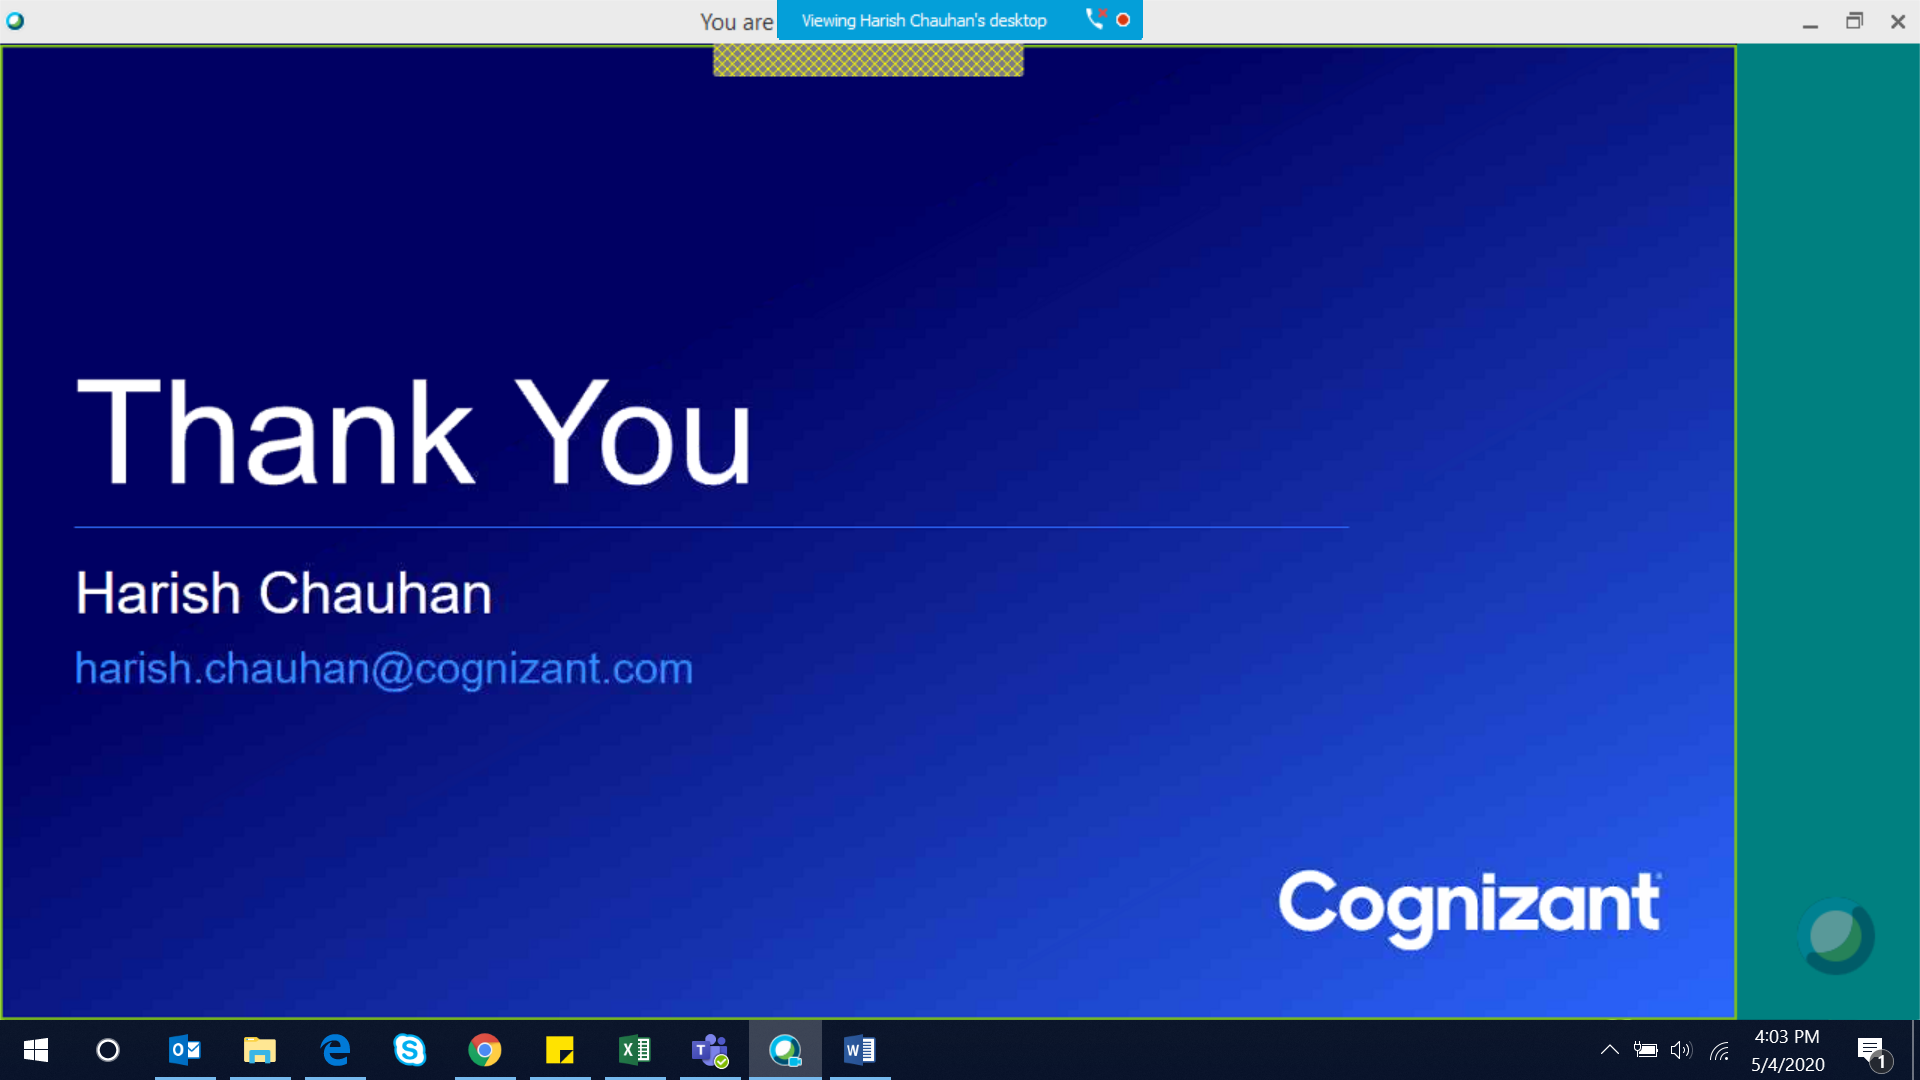 You are
Viewing Harish Chauhan's desktop
Thank You
Harish Chauhan
harish.chauhan@cognizant.com
Cognizant
4:03 PM
5/4/2020
1